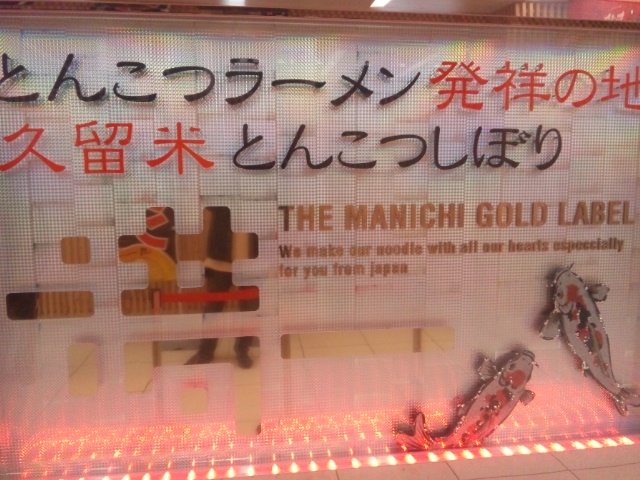 とんこつラーメン発祥の地
久留米とんこつしぼり
THE MANICHI GOLD LABEL
We make our noodle with all our hearts especcially
for you from japan